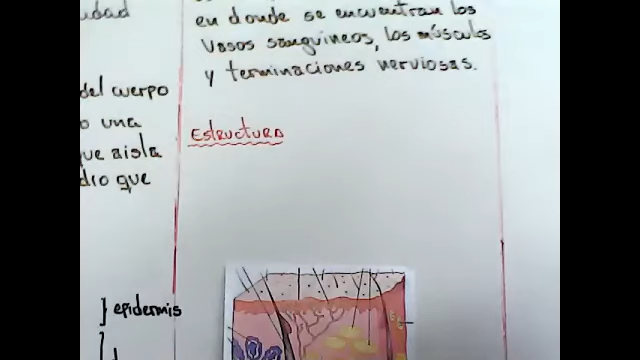 udad
del cuerpo
o una
que aisla
dio que
} epidermis
en donde se encuentran los
vasos sanguineos, los músculos
y terminaciones nerviosas.
Estructura